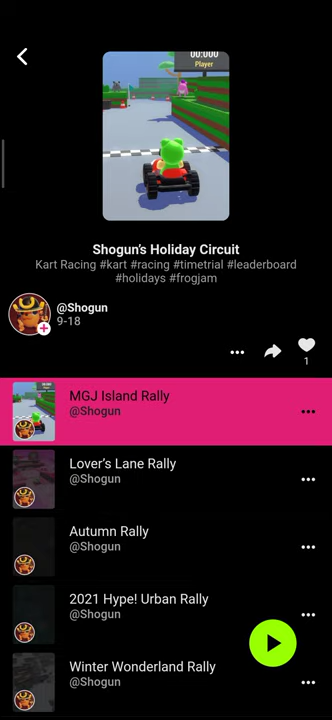 00:000
Player
Shogun's Holiday Circuit
Kart Racing #kart #racing #timetrial #leaderboard
#holidays #frogjam
@Shogun
9-18
1
MGJ Island Rally
@Shogun
Lover's Lane Rally
@Shogun
Autumn Rally
@Shogun
2021 Hype! Urban Rally
@Shogun
Winter Wonderland Rally
@Shogun